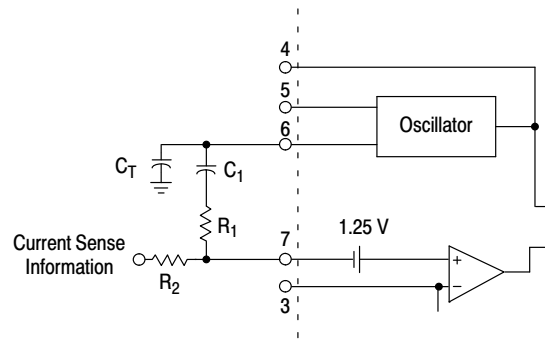 4
5
Oscillator
6
C_T
C_1
R_1
Current Sense
Information
7
1.25 V
R_2
3
+
−